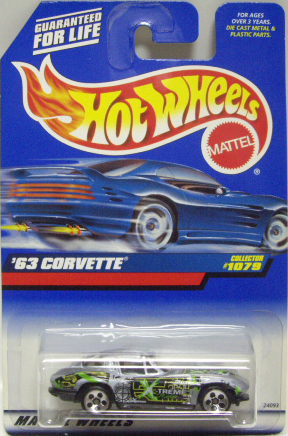 GUARANTEED
FOR LIFE
FOR AGES
OVER 3 YEARS.
DIE CAST METAL &
PLASTIC PARTS.
Hot Wheels
MATTEL
®
'63 CORVETTE®
COLLECTOR
#1079
X-TREME
24093
WHEELS